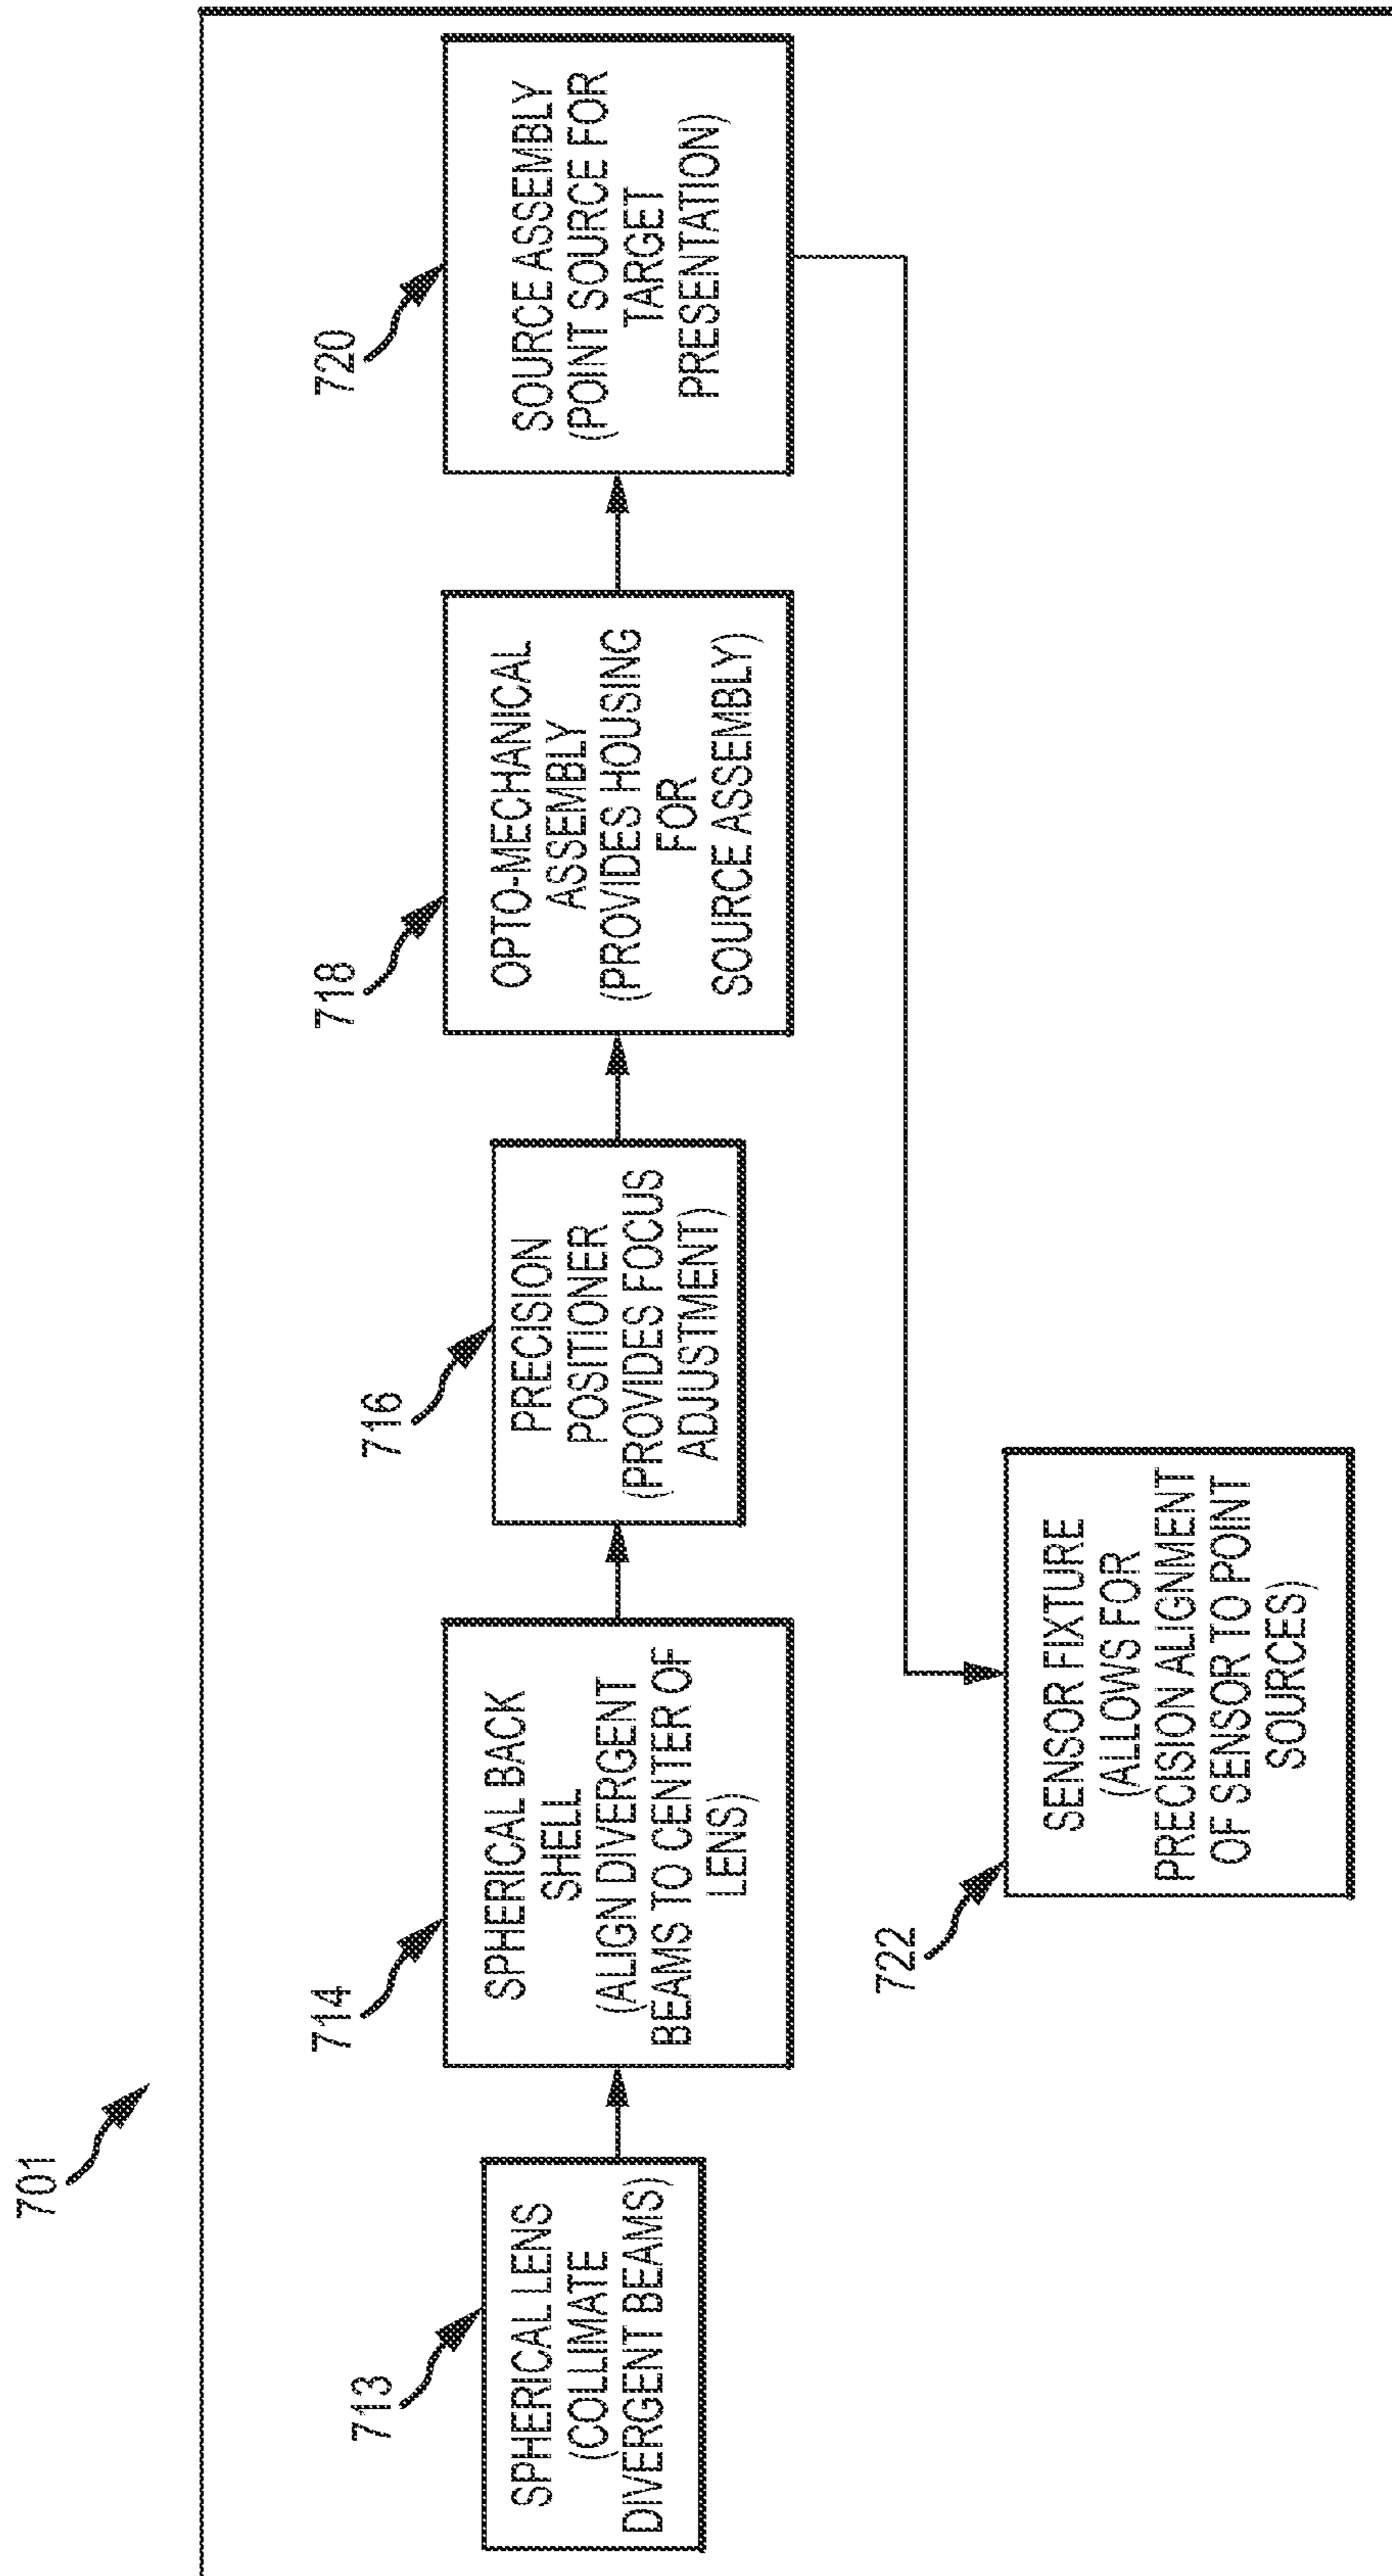 701
713
SPHERICAL LENS
(COLLIMATE
DIVERGENT BEAMS)
714
SPHERICAL BACK
SHELL
(ALIGN DIVERGENT
BEAMS TO CENTER OF
LENS)
716
PRECISION
POSITIONER
(PROVIDES FOCUS
ADJUSTMENT)
718
OPTO-MECHANICAL
ASSEMBLY
(PROVIDES HOUSING
FOR
SOURCE ASSEMBLY)
720
SOURCE ASSEMBLY
(POINT SOURCE FOR
TARGET
PRESENTATION)
722
SENSOR FIXTURE
(ALLOWS FOR
PRECISION ALIGNMENT
OF SENSOR TO POINT
SOURCES)